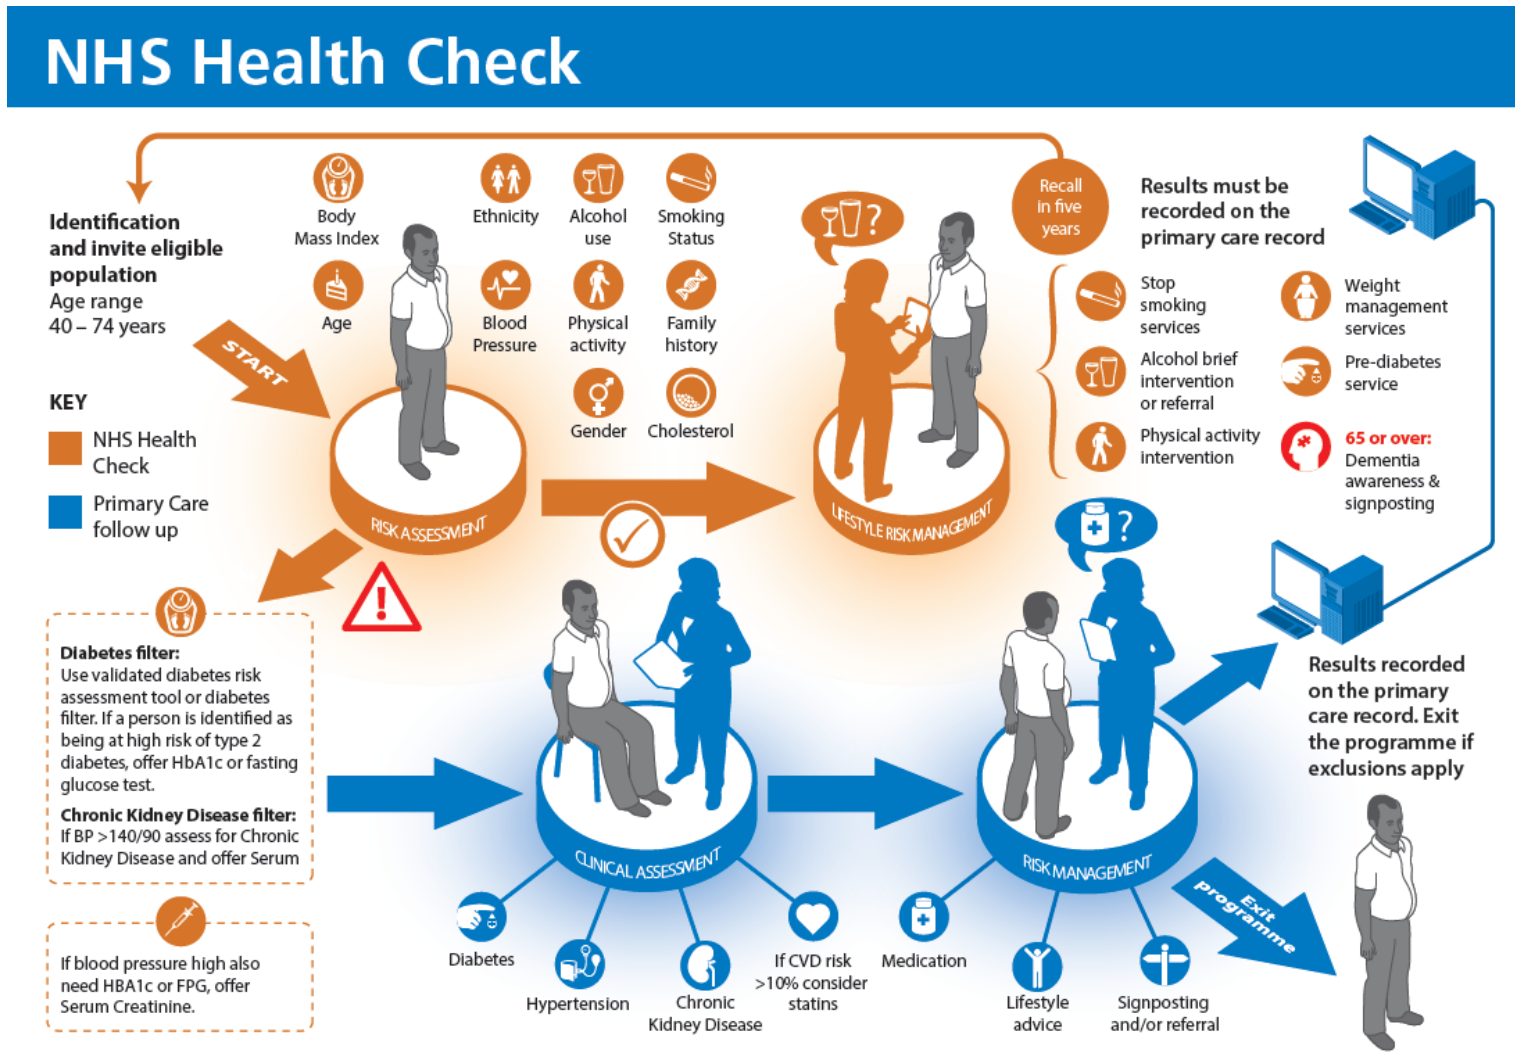 NHS Health Check
Identification
and invite eligible
population
Age range
40 – 74 years
START
KEY
NHS Health
Check
Primary Care
follow up
Body
Mass Index
Ethnicity
Alcohol
use
Smoking
Status
Age
Blood
Pressure
Physical
activity
Family
history
Gender
Cholesterol
RISK ASSESSMENT
?
LIFESTYLE RISK MANAGEMENT
Recall
in five
years
Results must be
recorded on the
primary care record
Stop
smoking
services
Alcohol brief
intervention
or referral
Physical activity
intervention
Weight
management
services
Pre-diabetes
service
65 or over:
Dementia
awareness &
signposting
!
Diabetes filter:
Use validated diabetes risk
assessment tool or diabetes
filter. If a person is identified as
being at high risk of type 2
diabetes, offer HbA1c or fasting
glucose test.
Chronic Kidney Disease filter:
If BP >140/90 assess for Chronic
Kidney Disease and offer Serum
If blood pressure high also
need HBA1c or FPG, offer
Serum Creatinine.
CLINICAL ASSESSMENT
Diabetes
Hypertension
Chronic
Kidney Disease
If CVD risk
>10% consider
statins
?
RISK MANAGEMENT
Medication
Lifestyle
advice
Signposting
and/or referral
Results recorded
on the primary
care record. Exit
the programme if
exclusions apply
Exit
programme